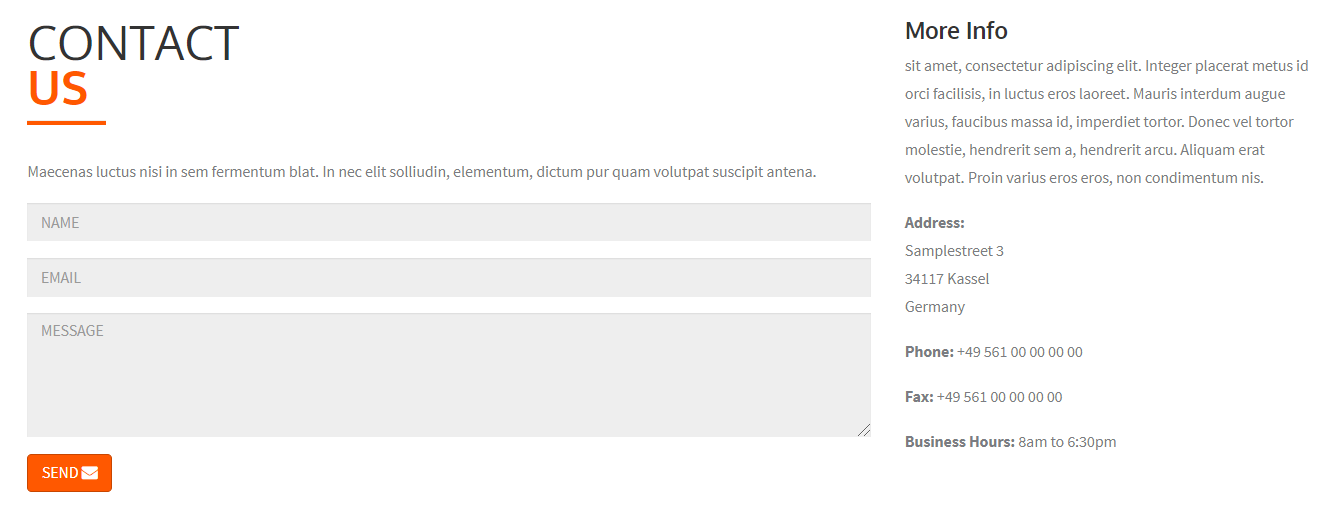 CONTACT
US
Maecenas luctus nisi in sem fermentum blat. In nec elit solliudin, elementum, dictum pur quam volutpat suscipit antena.
NAME
EMAIL
MESSAGE
SEND
More Info
sit amet, consectetur adipiscing elit. Integer placerat metus id
orci facilisis, in luctus eros laoreet. Mauris interdum augue
varius, faucibus massa id, imperdiet tortor. Donec vel tortor
molestie, hendrerit sem a, hendrerit arcu. Aliquam erat
volutpat. Proin varius eros eros, non condimentum nis.
Address:
Samplestreet 3
34117 Kassel
Germany
Phone: +49 561 00 00 00 00
Fax: +49 561 00 00 00 00
Business Hours: 8am to 6:30pm